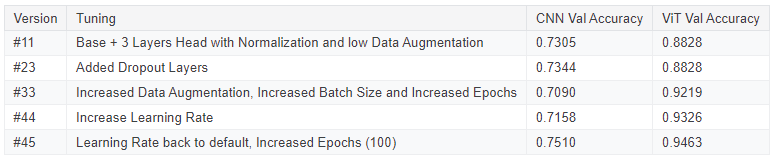 Version Tuning CNN Val Accuracy ViT Val Accuracy
#11 Base + 3 Layers Head with Normalization and low Data Augmentation 0.7305 0.8828
#23 Added Dropout Layers 0.7344 0.8828
#33 Increased Data Augmentation, Increased Batch Size and Increased Epochs 0.7090 0.9219
#44 Increase Learning Rate 0.7158 0.9326
#45 Learning Rate back to default, Increased Epochs (100) 0.7510 0.9463